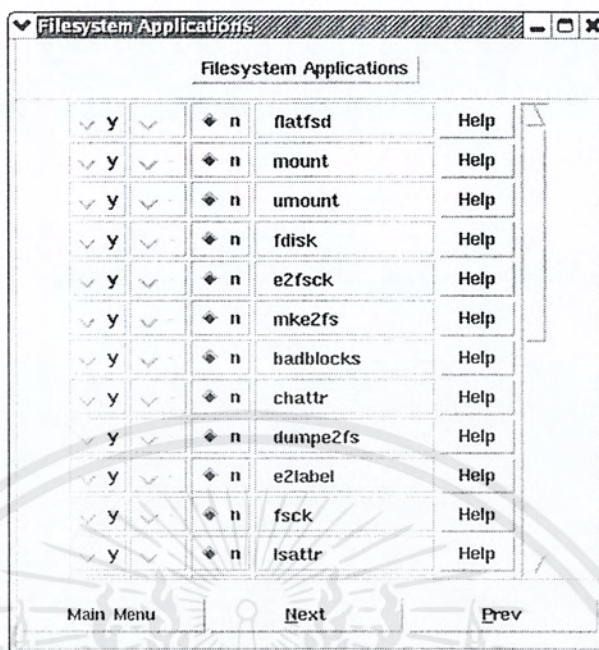 Filesystem Applications
Filesystem Applications
y n flatfsd Help
y n mount Help
y n umount Help
y n fdisk Help
y n e2fsck Help
y n mke2fs Help
y n badblocks Help
y n chattr Help
y n dumpe2fs Help
y n e2label Help
y n fsck Help
y n lsattr Help
Main Menu Next Prev